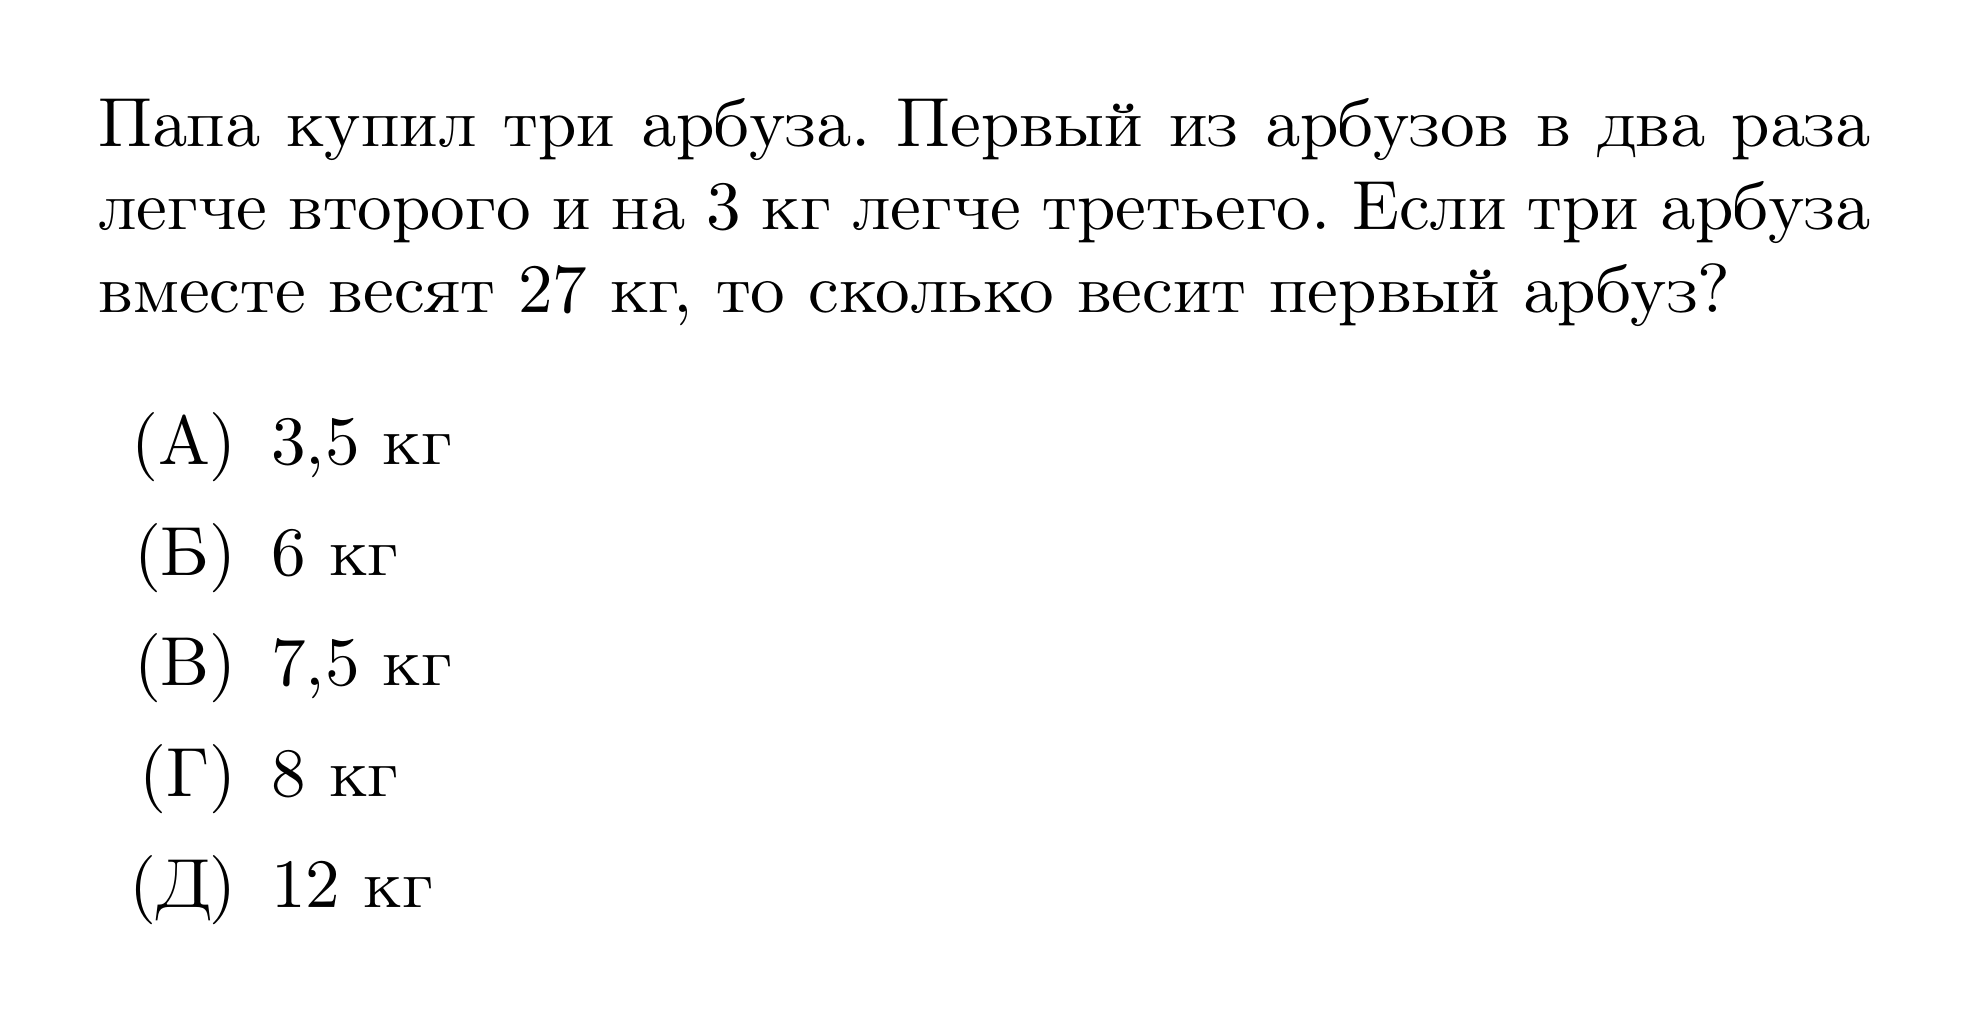 Папа купил три арбуза. Первый из арбузов в два раза
легче второго и на 3 кг легче третьего. Если три арбуза
вместе весят 27 кг, то сколько весит первый арбуз?
(А) 3,5 кг
(Б) 6 кг
(В) 7,5 кг
(Г) 8 кг
(Д) 12 кг